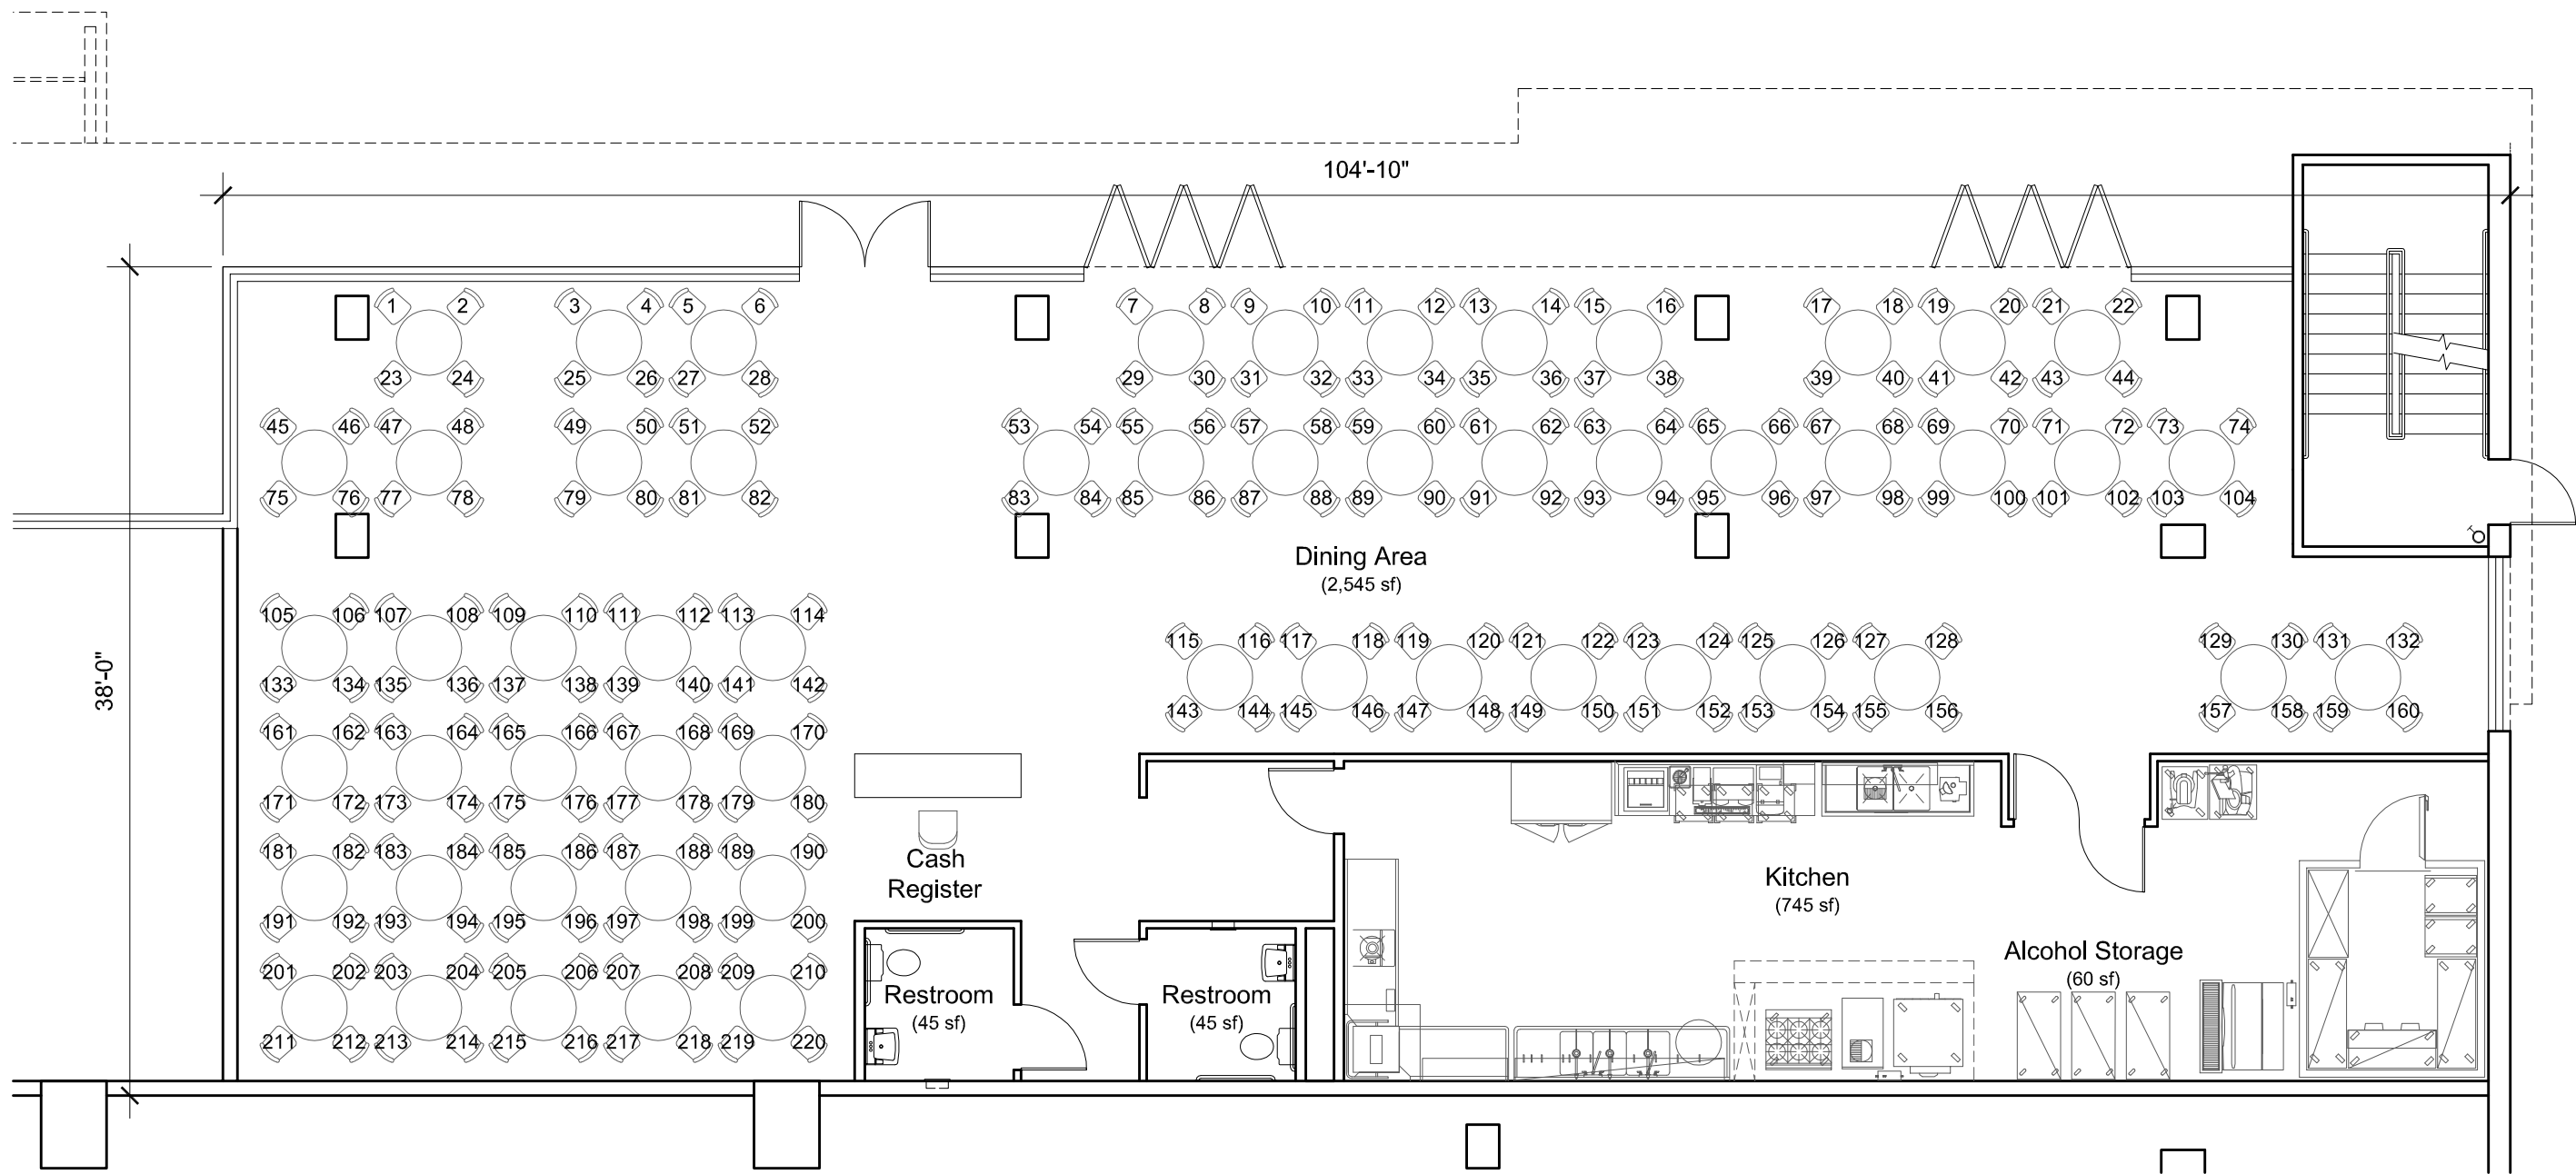 104'-10"
1 2 3 4 5 6 7 8 9 10 11 12 13 14 15 16 17 18 19 20 21 22
23 24 25 26 27 28 29 30 31 32 33 34 35 36 37 38 39 40 41 42 43 44
45 46 47 48 49 50 51 52 53 54 55 56 57 58 59 60 61 62 63 64 65 66 67 68 69 70 71 72 73 74
75 76 77 78 79 80 81 82 83 84 85 86 87 88 89 90 91 92 93 94 95 96 97 98 99 100 101 102 103 104
Dining Area
(2,545 sf)
105 106 107 108 109 110 111 112 113 114
115 116 117 118 119 120 121 122 123 124 125 126 127 128 129 130 131 132
38'-0"
133 134 135 136 137 138 139 140 141 142
143 144 145 146 147 148 149 150 151 152 153 154 155 156 157 158 159 160
161 162 163 164 165 166 167 168 169 170
171 172 173 174 175 176 177 178 179 180
181 182 183 184 185 186 187 188 189 190
Cash
Register
Kitchen
(745 sf)
191 192 193 194 195 196 197 198 199 200
Alcohol Storage
(60 sf)
201 202 203 204 205 206 207 208 209 210
Restroom
(45 sf)
Restroom
(45 sf)
211 212 213 214 215 216 217 218 219 220